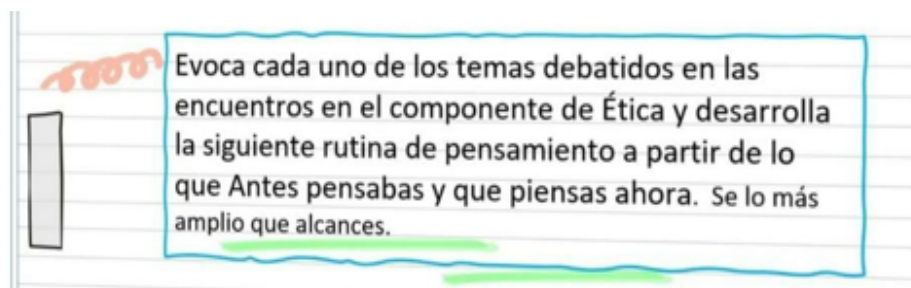 Evoca cada uno de los temas debatidos en las
encuentros en el componente de Ética y desarrolla
la siguiente rutina de pensamiento a partir de lo
que Antes pensabas y que piensas ahora. Se lo más
amplio que alcances.